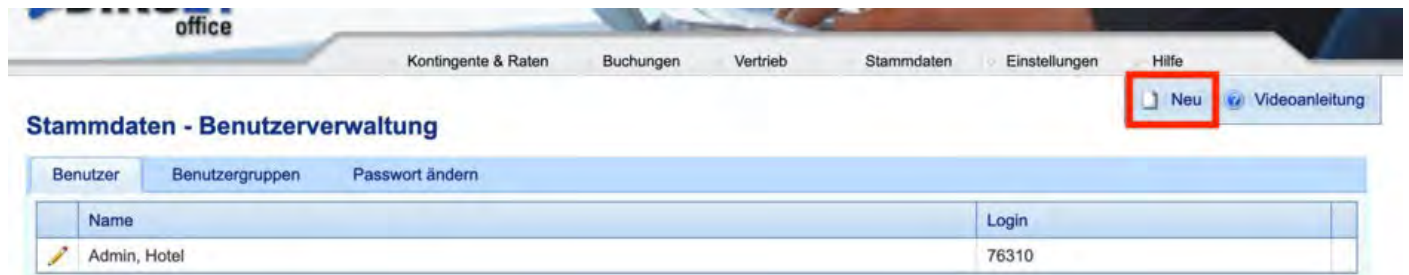 office
Kontingente & Raten Buchungen Vertrieb Stammdaten Einstellungen Hilfe
Neu Videoanleitung
Stammdaten - Benutzerverwaltung
Benutzer Benutzergruppen Passwort ändern
Name Login
Admin, Hotel 76310